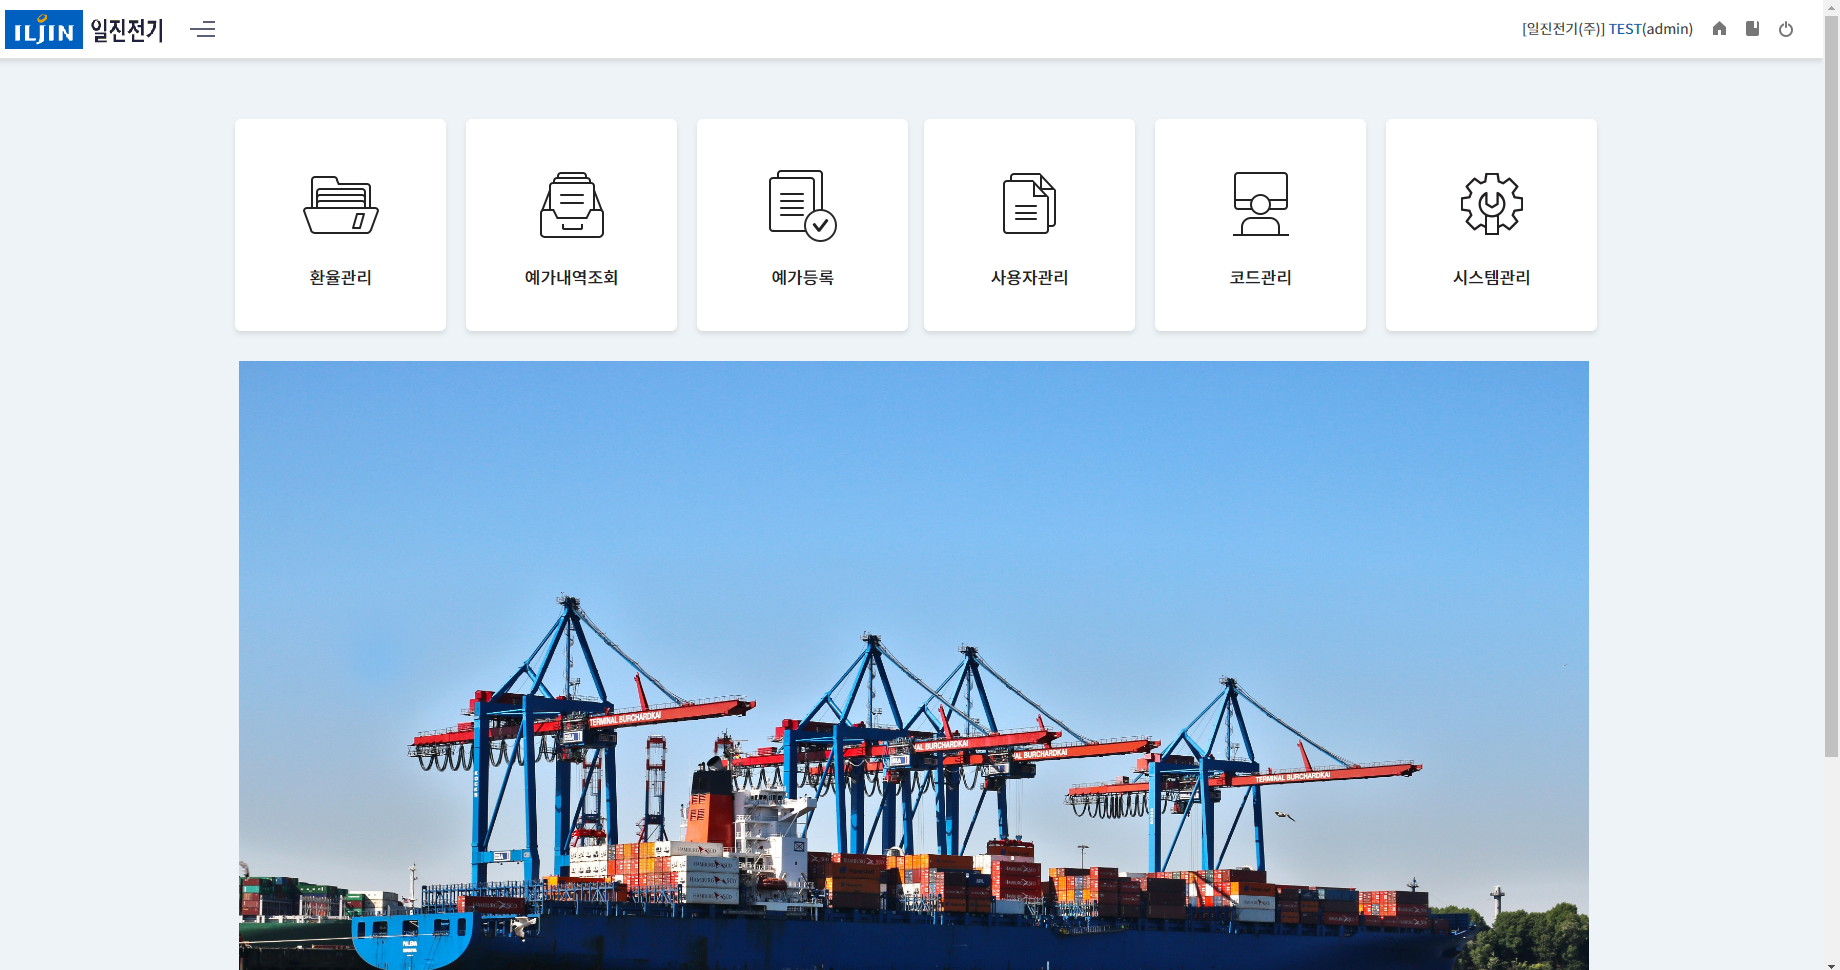 ILJIN 일진전기
[일진전기(주)] TEST(admin)
환율관리
예가내역조회
예가등록
사용자관리
코드관리
시스템관리
TERMINAL BURCHARDKAI
BURCHARDKAI
BURCHARDKAI
TERMINAL BURCHARDKAI